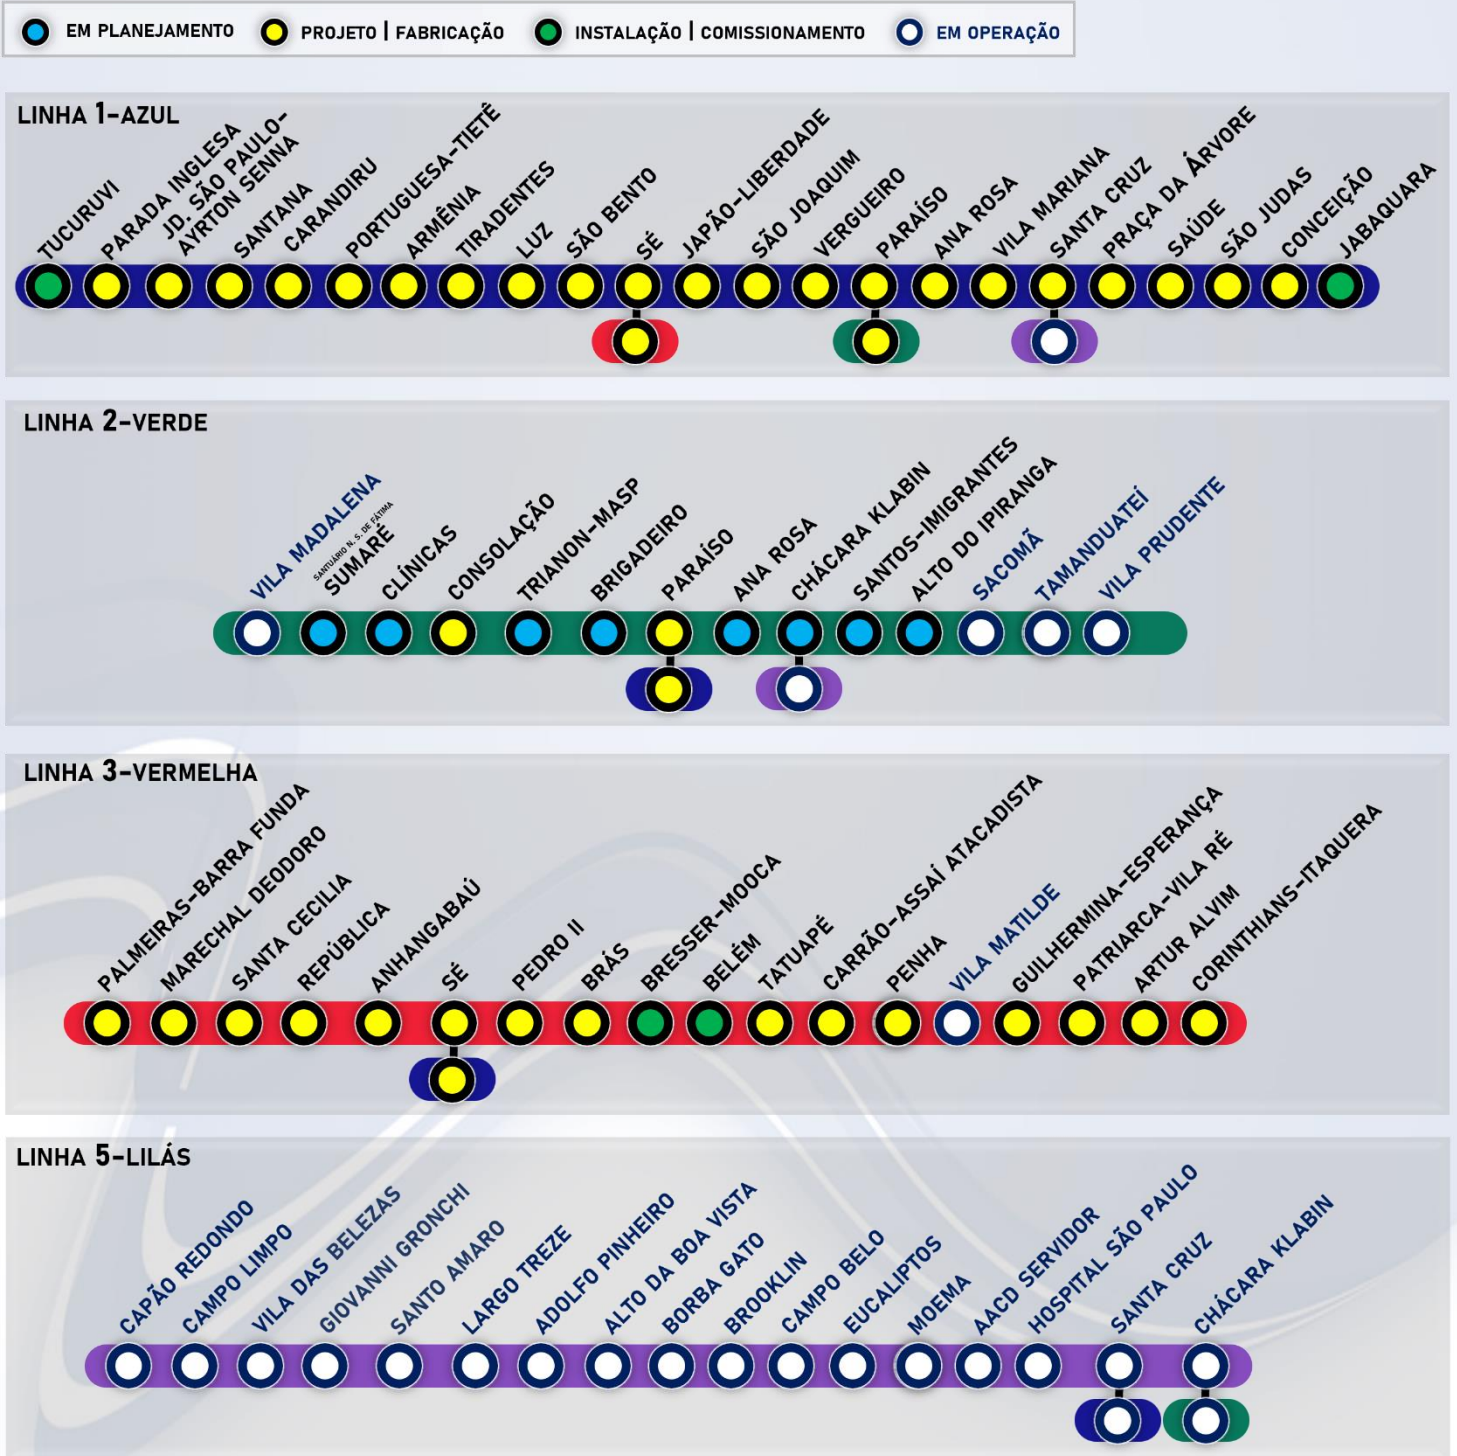 EM PLANEJAMENTO
PROJETO | FABRICAÇÃO
INSTALAÇÃO | COMISSIONAMENTO
EM OPERAÇÃO
LINHA 1-AZUL
TUCURUVI
PARADA INGLESA
JD. SÃO PAULO-
AYRTON SENNA
SANTANA
CARANDIRU
PORTUGUESA-TIETÊ
ARMÊNIA
TIRADENTES
LUZ
SÃO BENTO
SÉ
JAPÃO-LIBERDADE
SÃO JOAQUIM
VERGUEIRO
PARAÍSO
ANA ROSA
VILA MARIANA
SANTA CRUZ
PRAÇA DA ÁRVORE
SAÚDE
SÃO JUDAS
CONCEIÇÃO
JABAQUARA
LINHA 2-VERDE
VILA MADALENA
SANTUÁRIO N. S. DE FÁTIMA
SUMARÉ
CLÍNICAS
CONSOLAÇÃO
TRIANON-MASP
BRIGADEIRO
PARAÍSO
ANA ROSA
CHÁCARA KLABIN
SANTOS-IMIGRANTES
ALTO DO IPIRANGA
SACOMÃ
TAMANDUATEÍ
VILA PRUDENTE
LINHA 3-VERMELHA
PALMEIRAS-BARRA FUNDA
MARECHAL DEODORO
SANTA CECILIA
REPÚBLICA
ANHANGABAÚ
SÉ
PEDRO II
BRÁS
BRESSER-MOOCA
BELÉM
TATUAPÉ
CARRÃO-ASSAÍ ATACADISTA
PENHA
VILA MATILDE
GUILHERMINA-ESPERANÇA
PATRIARCA-VILA RÉ
ARTUR ALVIM
CORINTHIANS-ITAQUERA
LINHA 5-LILÁS
CAPÃO REDONDO
CAMPO LIMPO
VILA DAS BELEZAS
GIOVANNI GRONCHI
SANTO AMARO
LARGO TREZE
ADOLFO PINHEIRO
ALTO DA BOA VISTA
BORBA GATO
BROOKLIN
CAMPO BELO
EUCALIPTOS
MOEMA
AACD SERVIDOR
HOSPITAL SÃO PAULO
SANTA CRUZ
CHÁCARA KLABIN